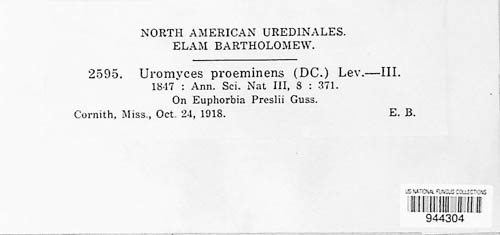 NORTH AMERICAN UREDINALES.
ELAM BARTHOLOMEW.
2595. Uromyces proeminens (DC.) Lev.—III.
1847 : Ann. Sci. Nat III, 8 : 371.
On Euphorbia Preslii Guss.
Cornith, Miss., Oct. 24, 1918. E. B.
US NATIONAL FUNGUS COLLECTIONS
944304